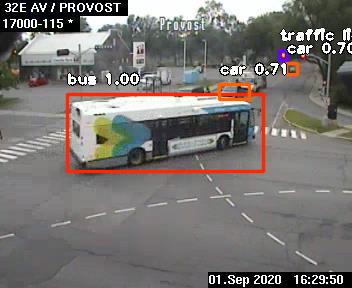 32E AV / PROVOST
17000-115 *
Provost
traffic li
car 0.70
car 0.71
bus 1.00
01.Sep 2020 16:29:50